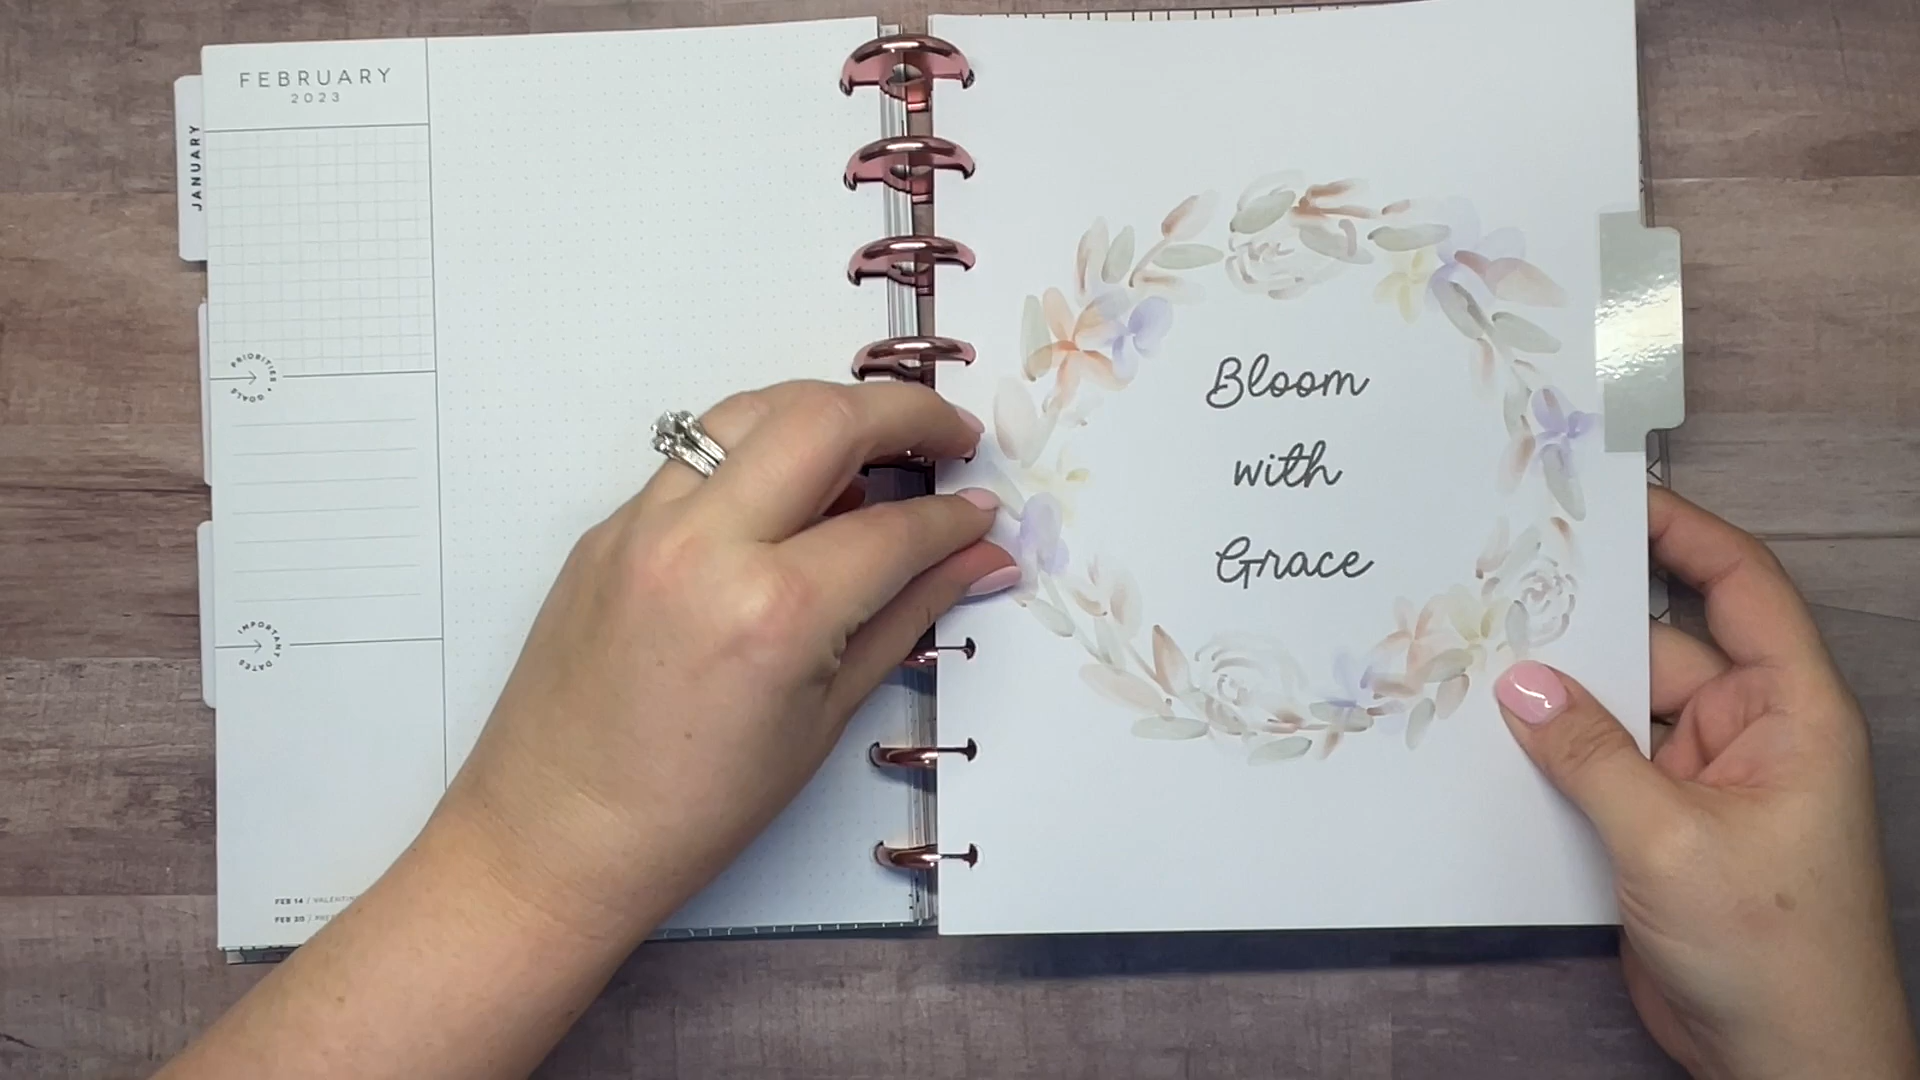 FEBRUARY
2023
JANUARY
PRIORITIES + GOALS
IMPORTANT DATES
FEB 14 /
FEB 20 /
Bloom
with
Grace